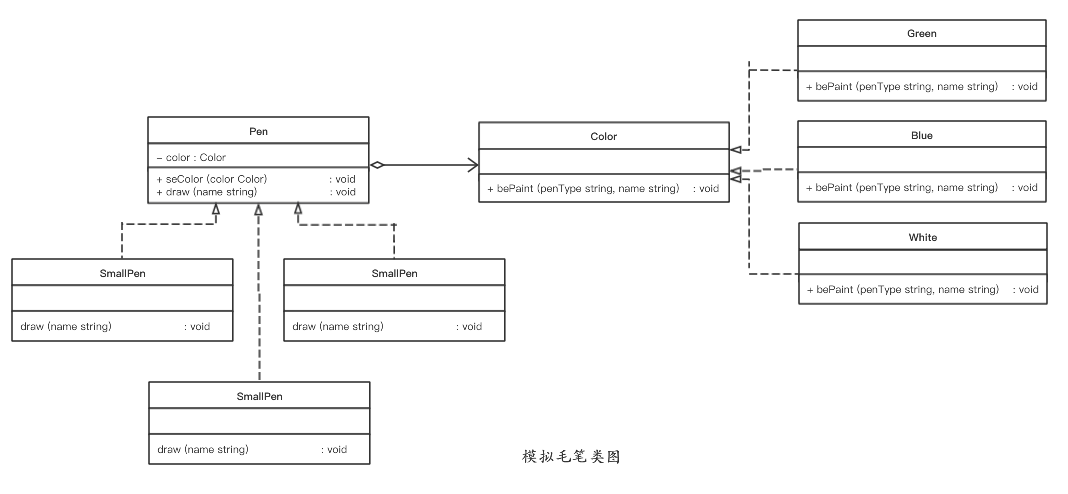 Green
+ bePaint (penType string, name string) : void
Pen
– color : Color
+ seColor (color Color) : void
+ draw (name string) : void
Color
+ bePaint (penType string, name string) : void
Blue
+ bePaint (penType string, name string) : void
White
+ bePaint (penType string, name string) : void
SmallPen
draw (name string) : void
SmallPen
draw (name string) : void
SmallPen
draw (name string) : void
模拟毛笔类图